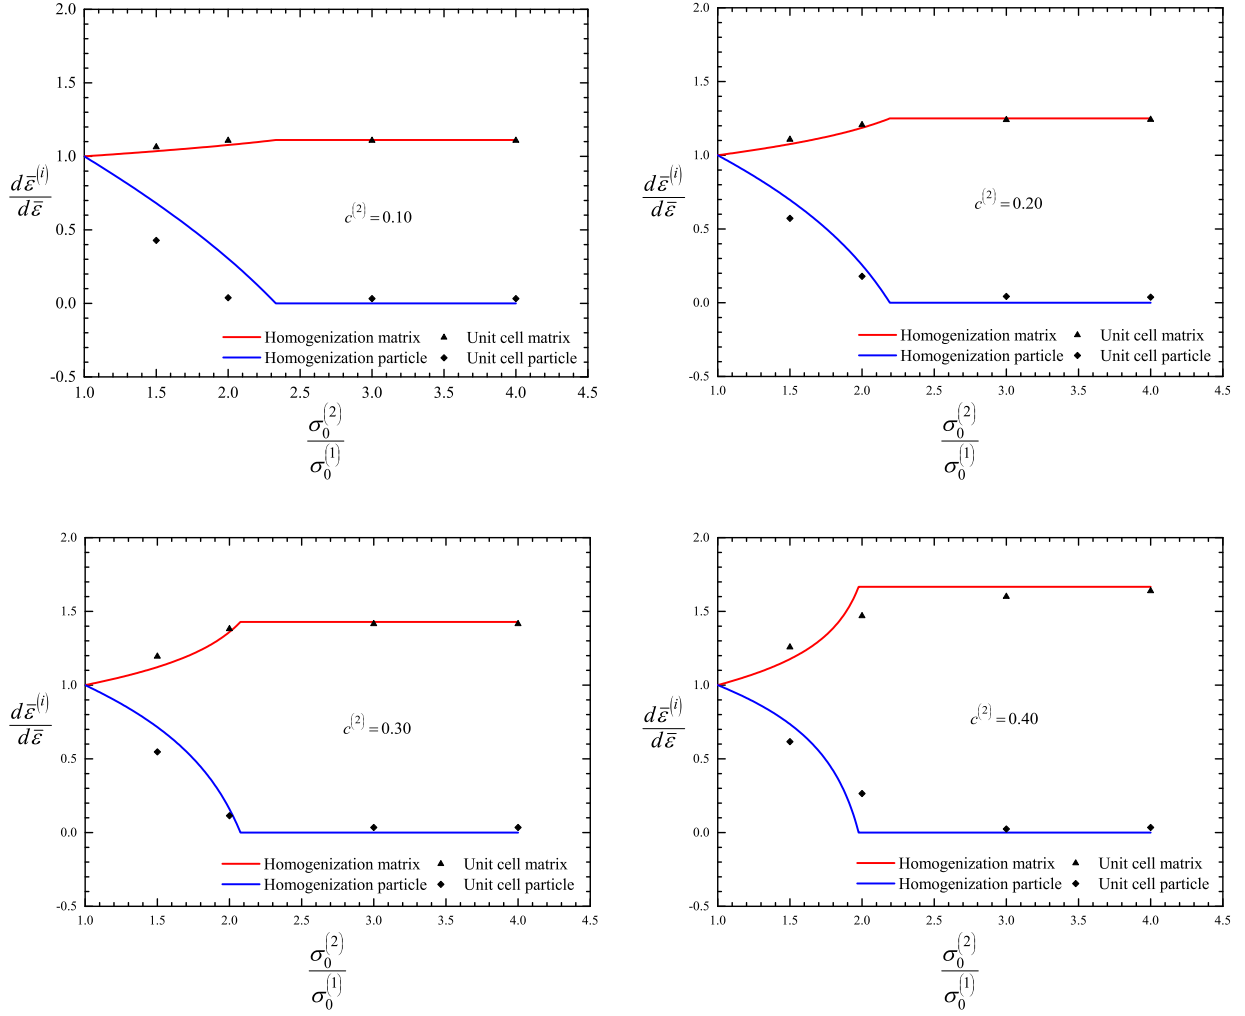 2.0
1.5
1.0
0.5
0.0
-0.5
dε̄^(i)
dε̄
c^(2) = 0.10
Homogenization matrix Unit cell matrix
Homogenization particle Unit cell particle
1.0 1.5 2.0 2.5 3.0 3.5 4.0 4.5
σ_0^(2)
σ_0^(1)
2.0
1.5
1.0
0.5
0.0
-0.5
dε̄^(i)
dε̄
c^(2) = 0.20
Homogenization matrix Unit cell matrix
Homogenization particle Unit cell particle
1.0 1.5 2.0 2.5 3.0 3.5 4.0 4.5
σ_0^(2)
σ_0^(1)
2.0
1.5
1.0
0.5
0.0
-0.5
dε̄^(i)
dε̄
c^(2) = 0.30
Homogenization matrix Unit cell matrix
Homogenization particle Unit cell particle
1.0 1.5 2.0 2.5 3.0 3.5 4.0 4.5
σ_0^(2)
σ_0^(1)
2.0
1.5
1.0
0.5
0.0
-0.5
dε̄^(i)
dε̄
c^(2) = 0.40
Homogenization matrix Unit cell matrix
Homogenization particle Unit cell particle
1.0 1.5 2.0 2.5 3.0 3.5 4.0 4.5
σ_0^(2)
σ_0^(1)